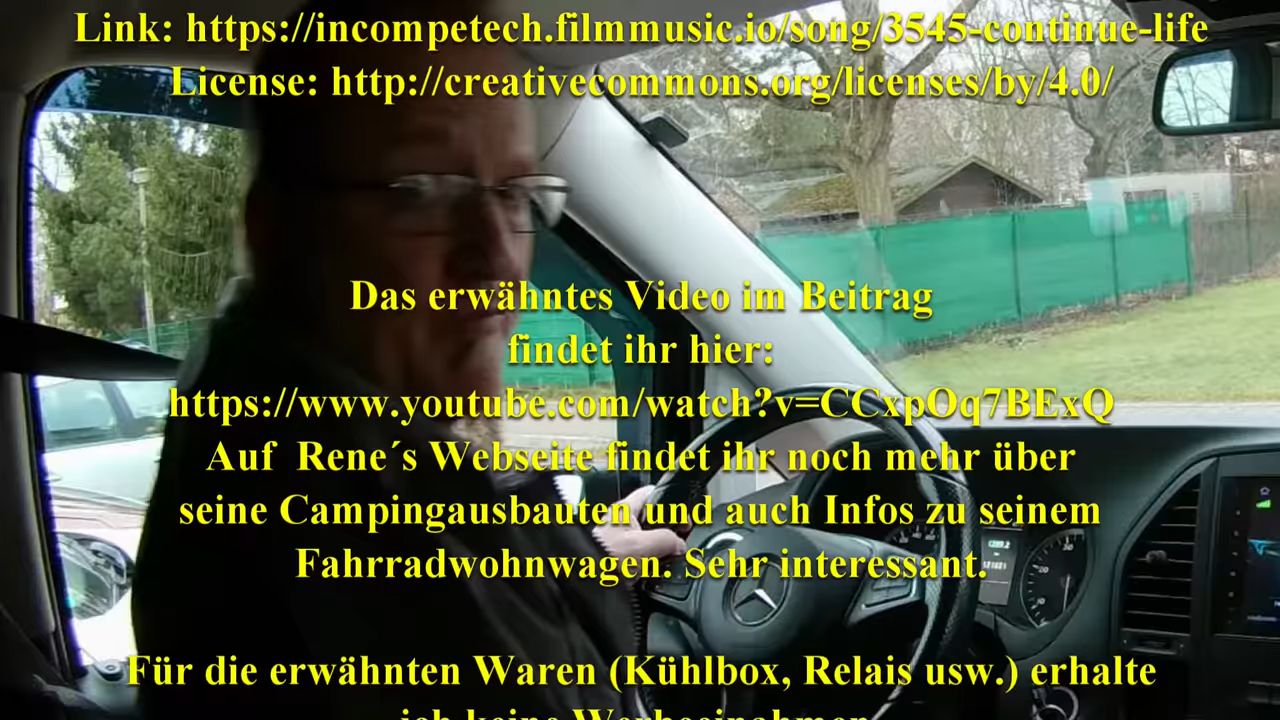 Link: https://incompetech.filmmusic.io/song/3545-continue-life
License: http://creativecommons.org/licenses/by/4.0/
Das erwähntes Video im Beitrag
findet ihr hier:
https://www.youtube.com/watch?v=CCxpOq7BExQ
Auf Rene´s Webseite findet ihr noch mehr über
seine Campingausbauten und auch Infos zu seinem
Fahrradwohnwagen. Sehr interessant.
Für die erwähnten Waren (Kühlbox, Relais usw.) erhalte
ich keine Werbeeinahmen